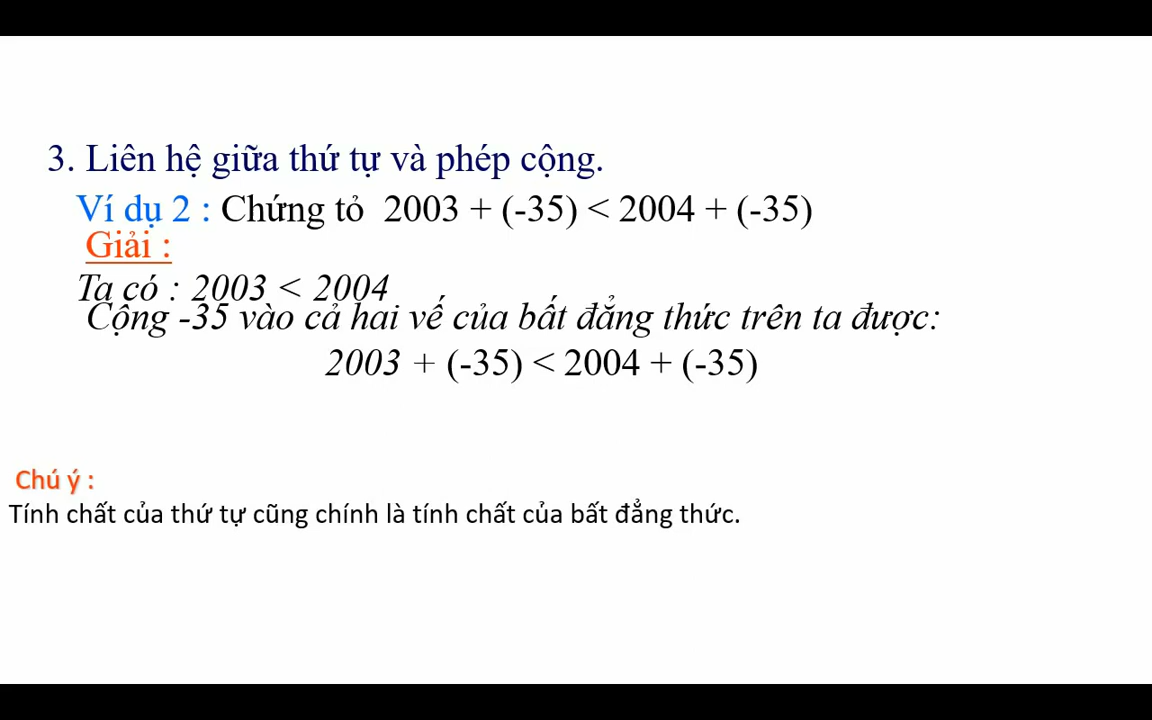 3. Liên hệ giữa thứ tự và phép cộng.
Ví dụ 2 : Chứng tỏ 2003 + (-35) < 2004 + (-35)
Giải :
Ta có : 2003 < 2004
Cộng -35 vào cả hai vế của bất đẳng thức trên ta được:
2003 + (-35) < 2004 + (-35)
Chú ý :
Tính chất của thứ tự cũng chính là tính chất của bất đẳng thức.